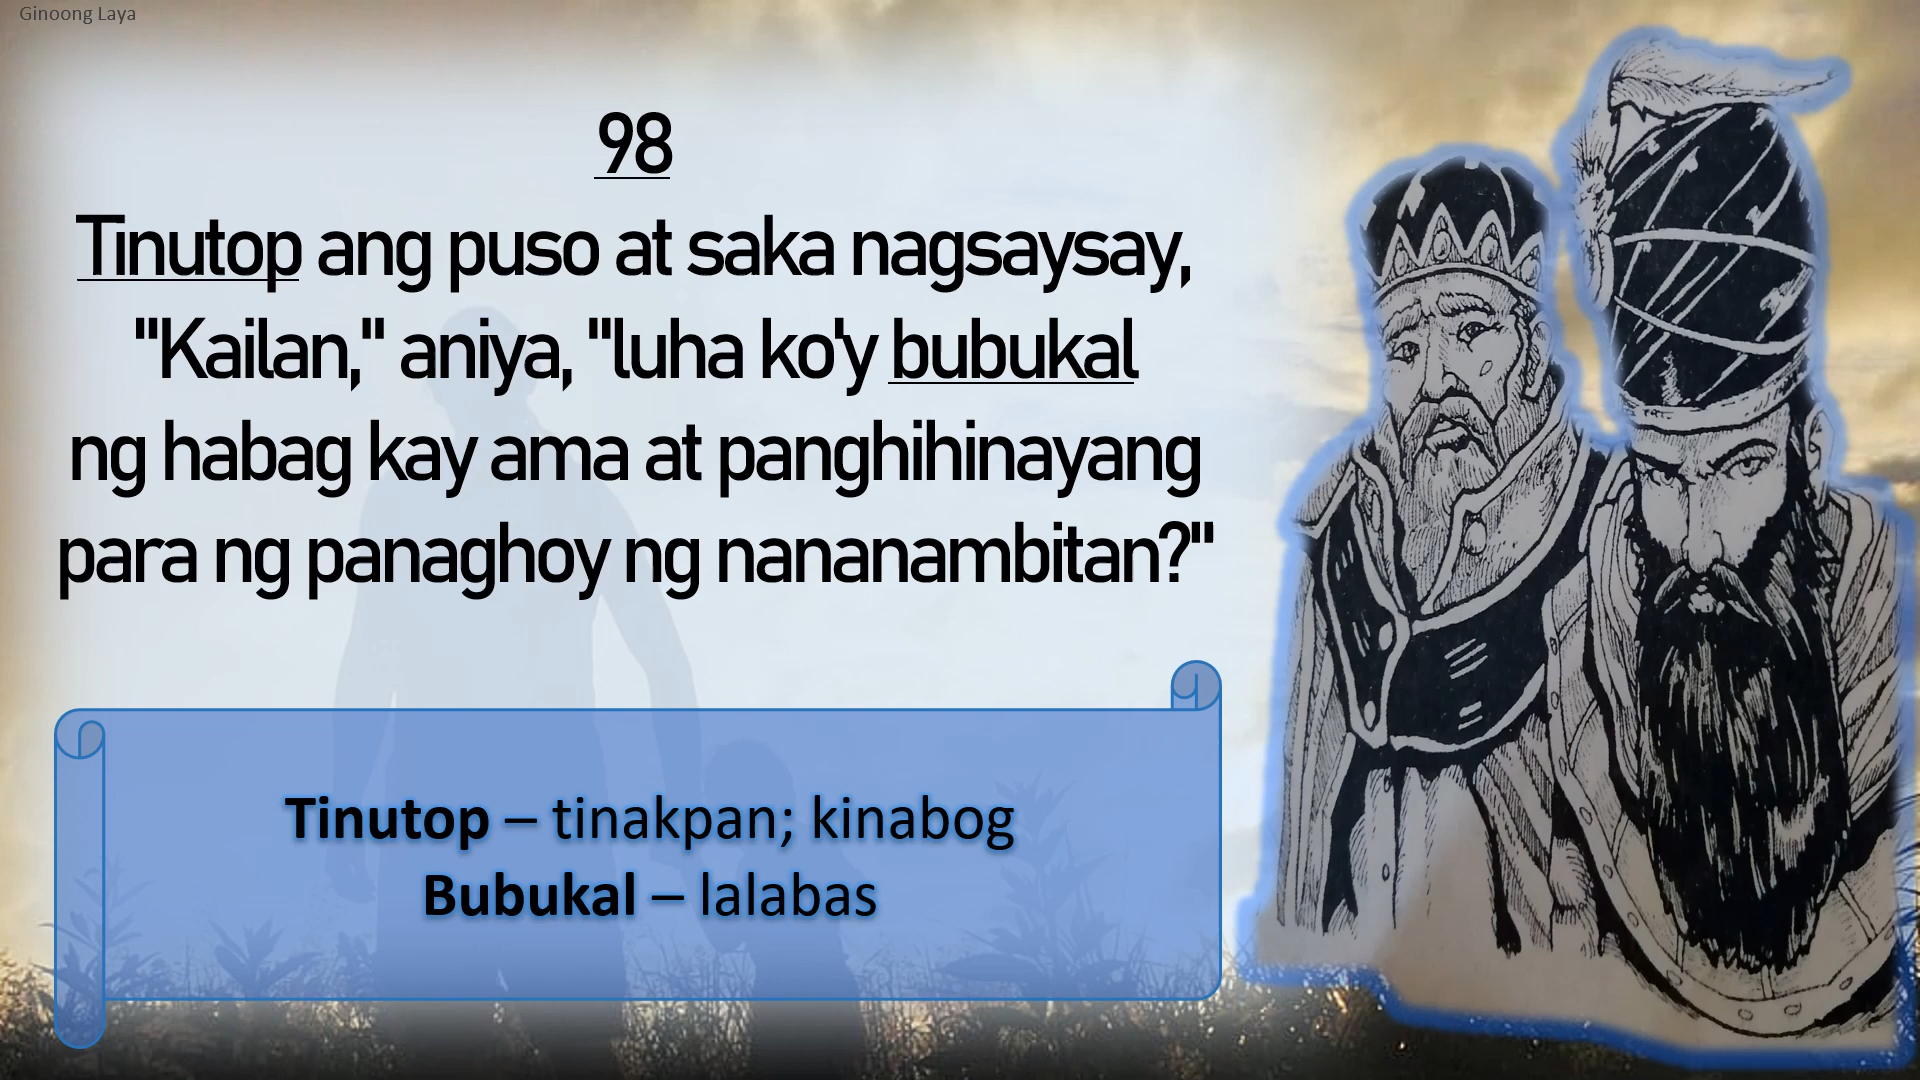 Ginoong Laya
98
Tinutop ang puso at saka nagsaysay,
"Kailan," aniya, "luha ko'y bubukal
ng habag kay ama at panghihinayang
para ng panaghoy ng nananambitan?"
Tinutop – tinakpan; kinabog
Bubukal – lalabas